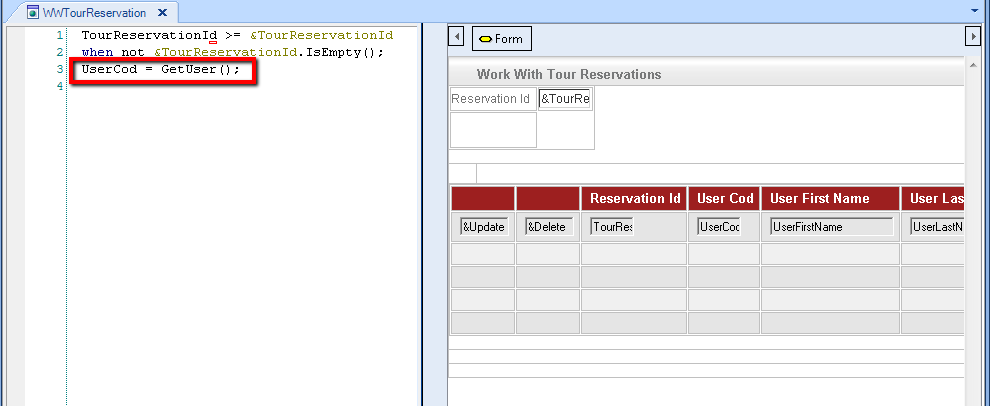 WWTourReservation
1 TourReservationId >= &TourReservationId
2 when not &TourReservationId.IsEmpty();
3 UserCod = GetUser();
4
Form
Work With Tour Reservations
Reservation Id &TourRe
Reservation Id User Cod User First Name User Las
&Update &Delete TourRes UserCod UserFirstName UserLastN